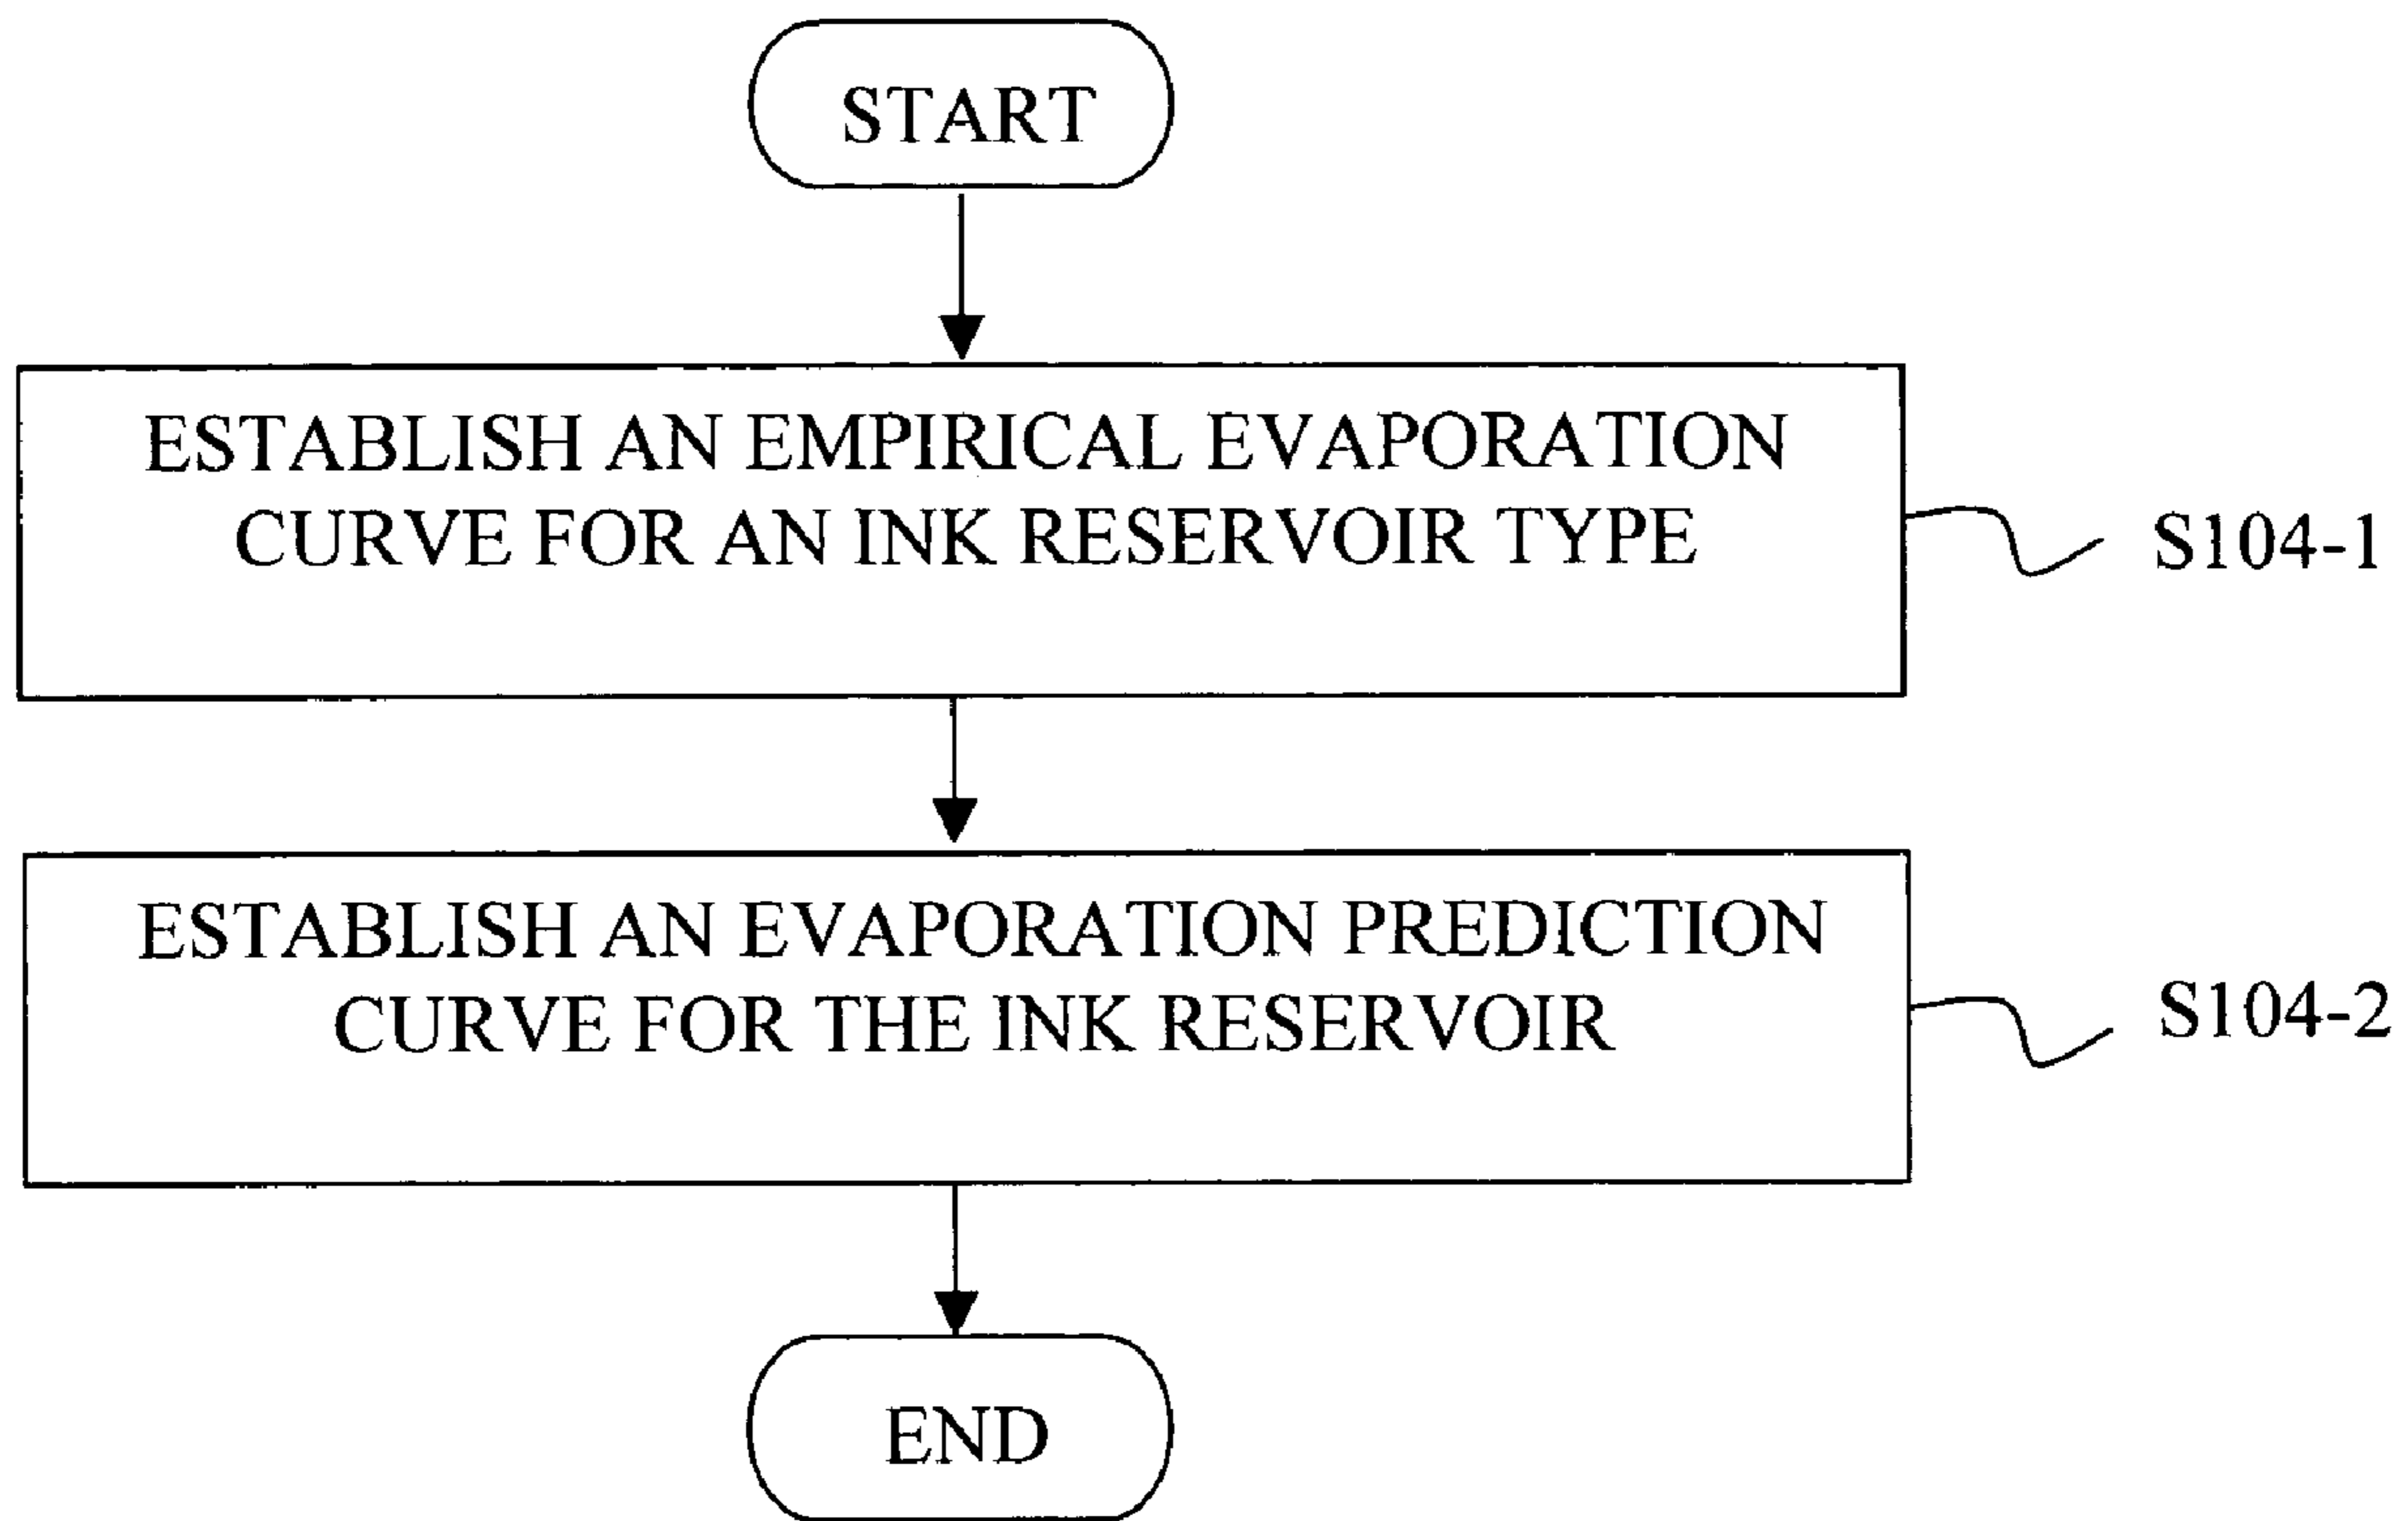 START
ESTABLISH AN EMPIRICAL EVAPORATION
CURVE FOR AN INK RESERVOIR TYPE
S104-1
ESTABLISH AN EVAPORATION PREDICTION
CURVE FOR THE INK RESERVOIR
S104-2
END